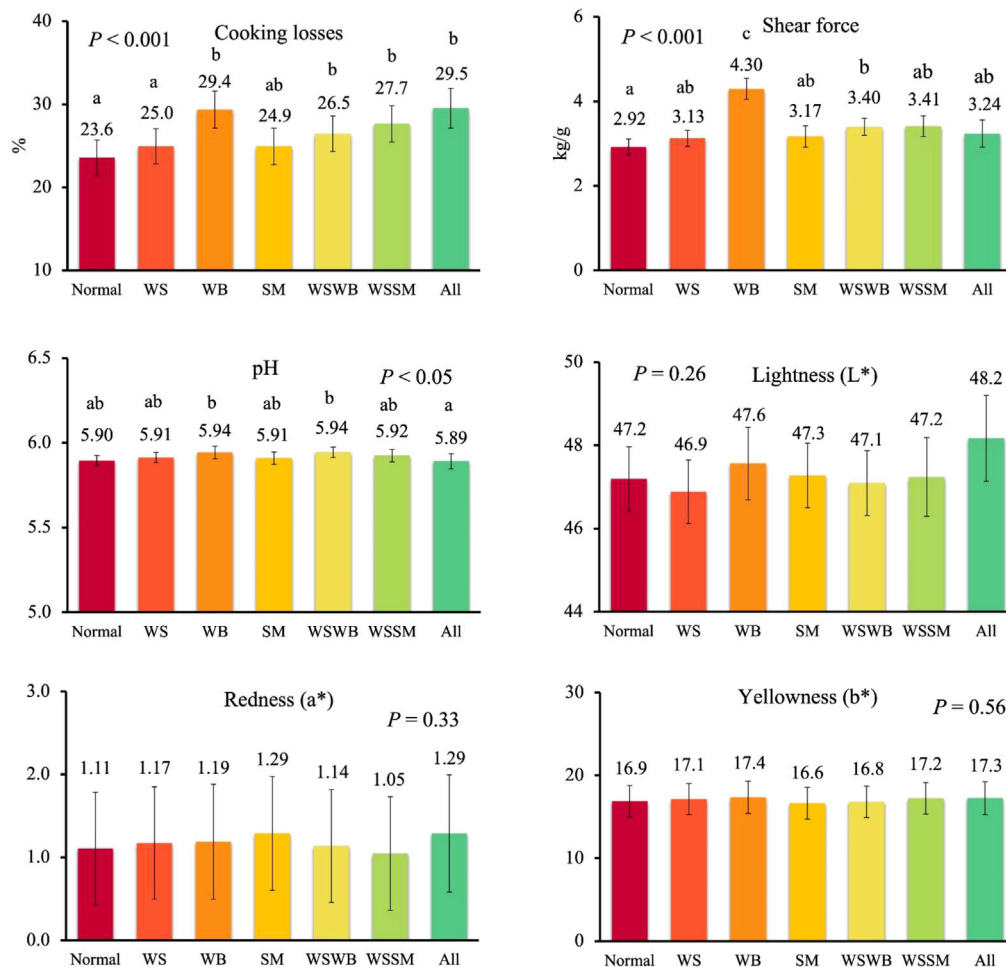 Cooking losses
P < 0.001
40
30
20
10
%
a a b ab b b b
23.6 25.0 29.4 24.9 26.5 27.7 29.5
Normal WS WB SM WSWB WSSM All
Shear force
P < 0.001
6
4
2
0
kg/g
a ab c ab b ab ab
2.92 3.13 4.30 3.17 3.40 3.41 3.24
Normal WS WB SM WSWB WSSM All
pH
P < 0.05
6.5
6.0
5.5
5.0
ab ab b ab b ab a
5.90 5.91 5.94 5.91 5.94 5.92 5.89
Normal WS WB SM WSWB WSSM All
Lightness (L*)
P = 0.26
50
48
46
44
47.2 46.9 47.6 47.3 47.1 47.2 48.2
Normal WS WB SM WSWB WSSM All
Redness (a*)
P = 0.33
3.0
2.0
1.0
0.0
1.11 1.17 1.19 1.29 1.14 1.05 1.29
Normal WS WB SM WSWB WSSM All
Yellowness (b*)
P = 0.56
30
20
10
0
16.9 17.1 17.4 16.6 16.8 17.2 17.3
Normal WS WB SM WSWB WSSM All